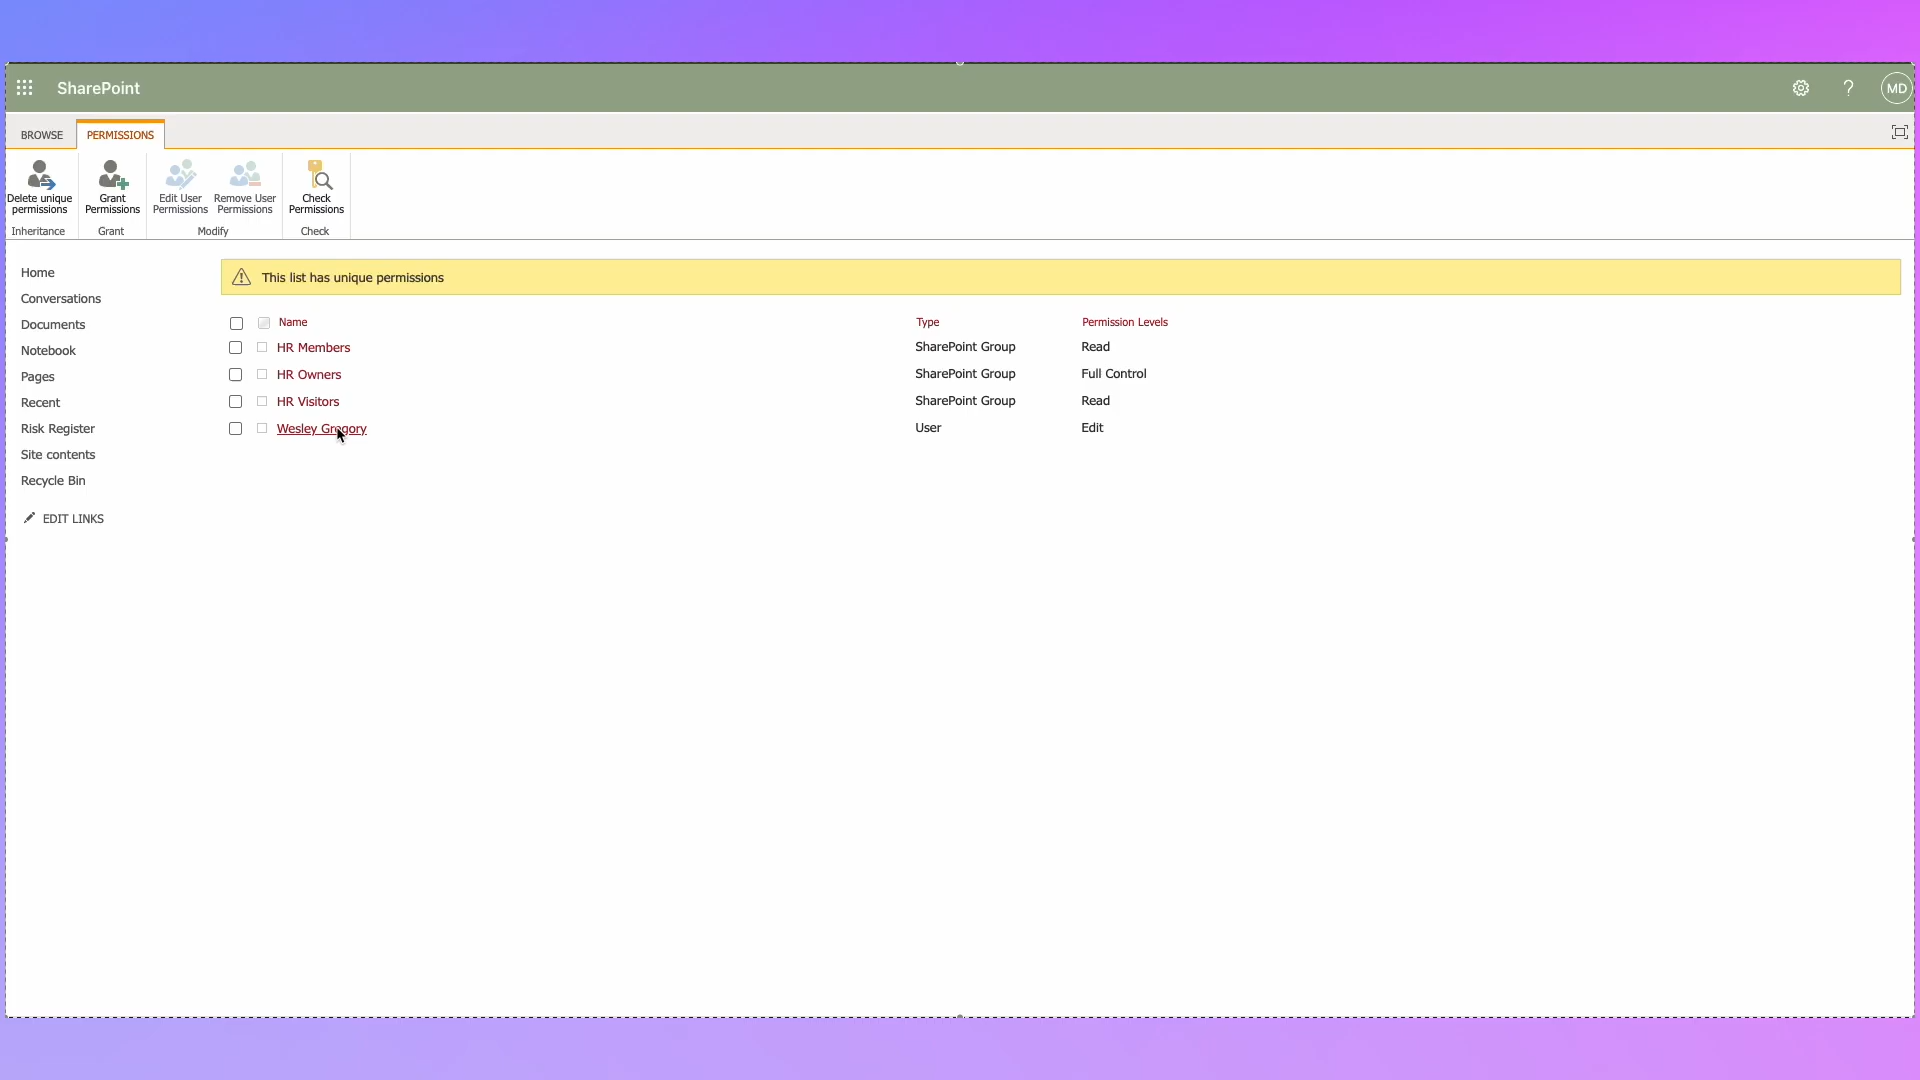 SharePoint
?
MD
BROWSE
PERMISSIONS
Delete unique
permissions
Grant
Permissions
Edit User
Permissions
Remove User
Permissions
Check
Permissions
Inheritance
Grant
Modify
Check
Home
Conversations
Documents
Notebook
Pages
Recent
Risk Register
Site contents
Recycle Bin
EDIT LINKS
This list has unique permissions
Name Type Permission Levels
HR Members SharePoint Group Read
HR Owners SharePoint Group Full Control
HR Visitors SharePoint Group Read
Wesley Gregory User Edit